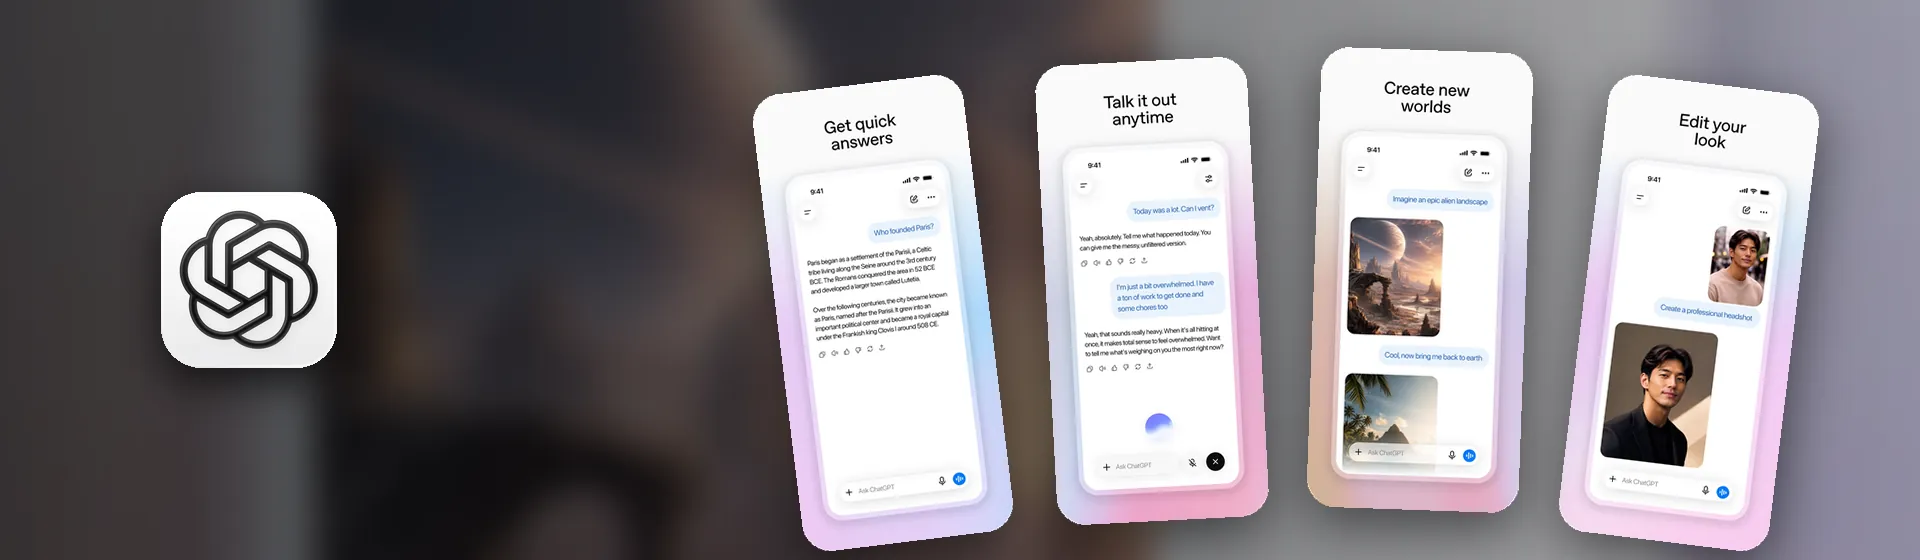 Get quick
answers
9:41
Who founded Paris?
Paris began as a settlement of the Parisii, a Celtic
tribe living along the Seine around the 3rd century
BCE. The Romans conquered the area in 52 BCE
and developed a larger town called Lutetia.
Over the following centuries, the city became known
as Paris, named after the Parisii. It grew into an
important political center and became a royal capital
under the Frankish king Clovis I around 508 CE.
Ask ChatGPT
Talk it out
anytime
9:41
Today was a lot. Can I vent?
Yeah, absolutely. Tell me what happened today. You
can give me the messy, unfiltered version.
I'm just a bit overwhelmed. I have
a ton of work to get done and
some chores too
Yeah, that sounds really heavy. When it's all hitting at
once, it makes total sense to feel overwhelmed. Want
to tell me what's weighing on you the most right now?
Ask ChatGPT
Create new
worlds
9:41
Imagine an epic alien landscape
Cool, now bring me back to earth
Ask ChatGPT
Edit your
look
9:41
Create a professional headshot
Ask ChatGPT